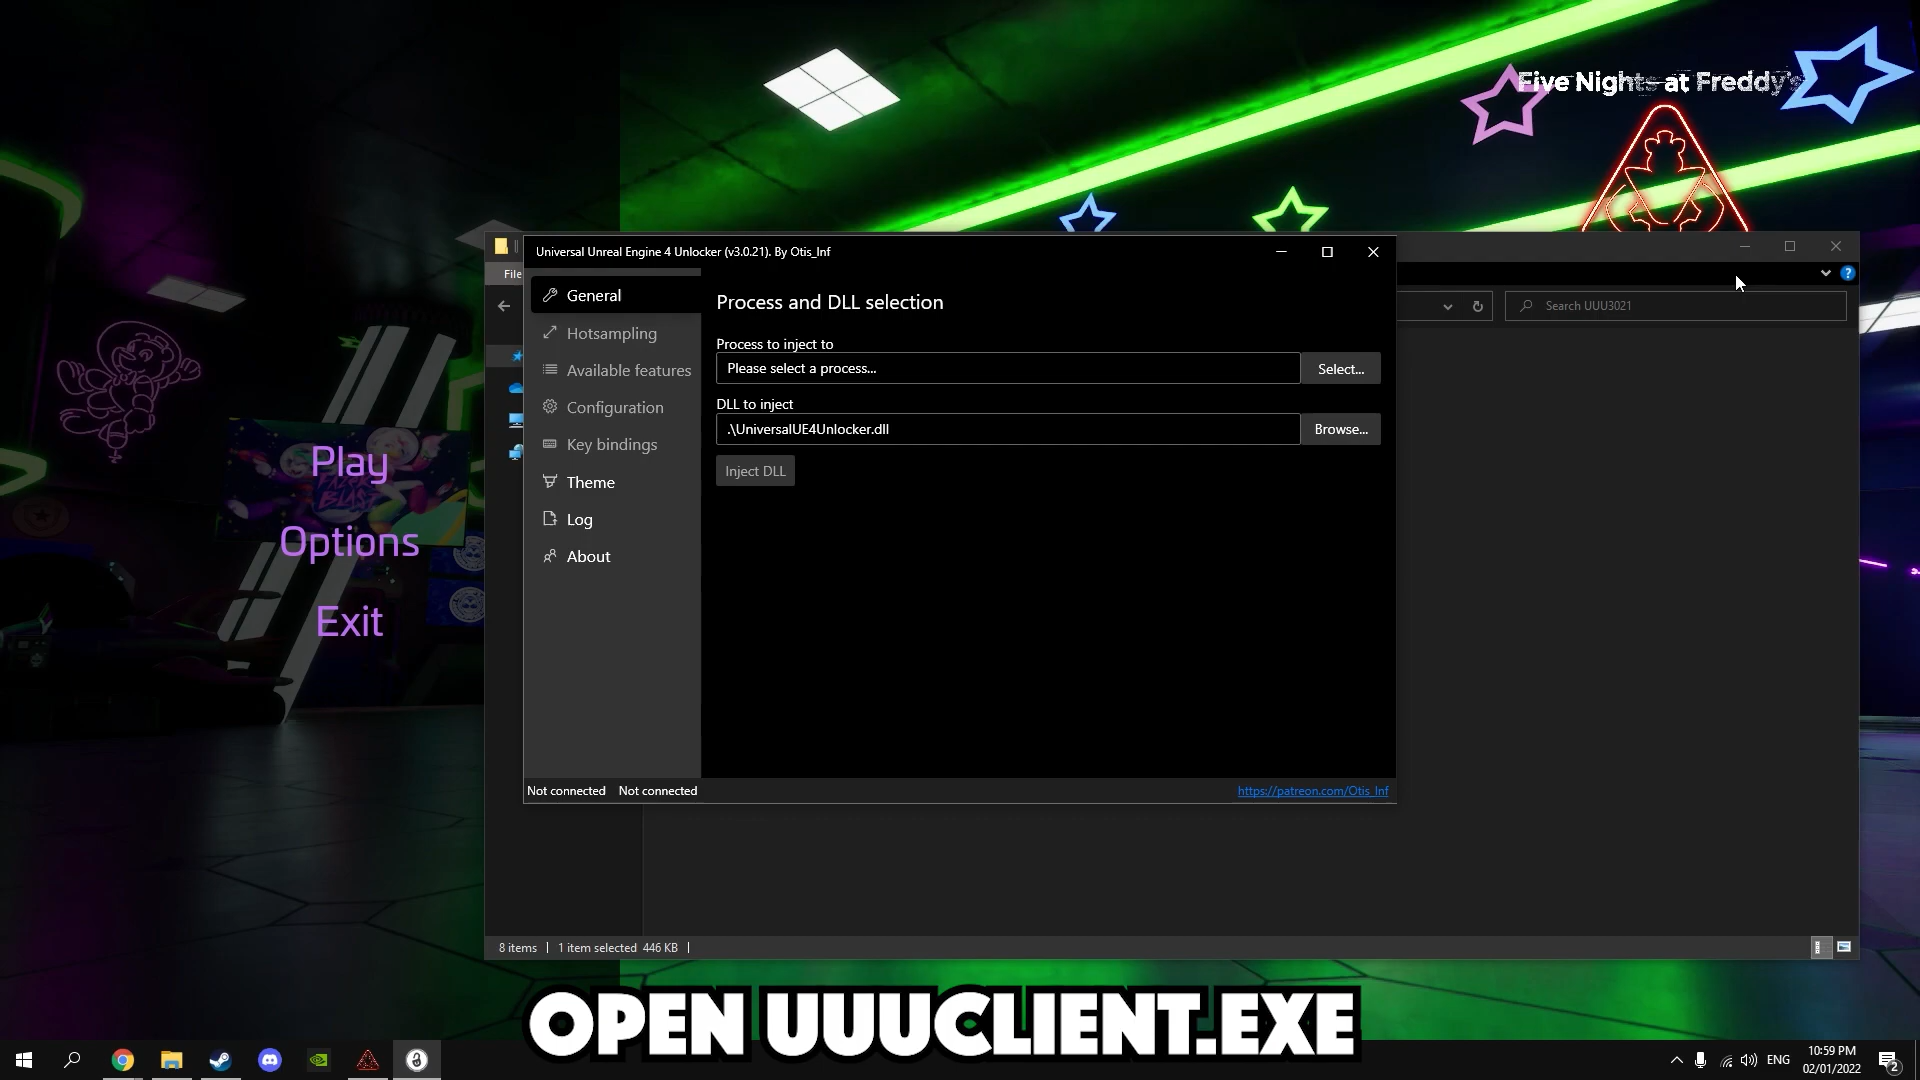 Five Nights at Freddy's
Universal Unreal Engine 4 Unlocker (v3.0.21). By Otis_Inf
File
General
Process and DLL selection
Search UUU3021
Hotsampling
Process to inject to
Please select a process...
Select...
Available features
Configuration
DLL to inject
.\UniversalUE4Unlocker.dll
Browse...
Key bindings
Inject DLL
Theme
Log
About
Play
Options
Exit
Not connected
Not connected
https://patreon.com/Otis_Inf
8 items
1 item selected 446 KB
OPEN UUUCLIENT.EXE
ENG
10:59 PM
02/01/2022
2